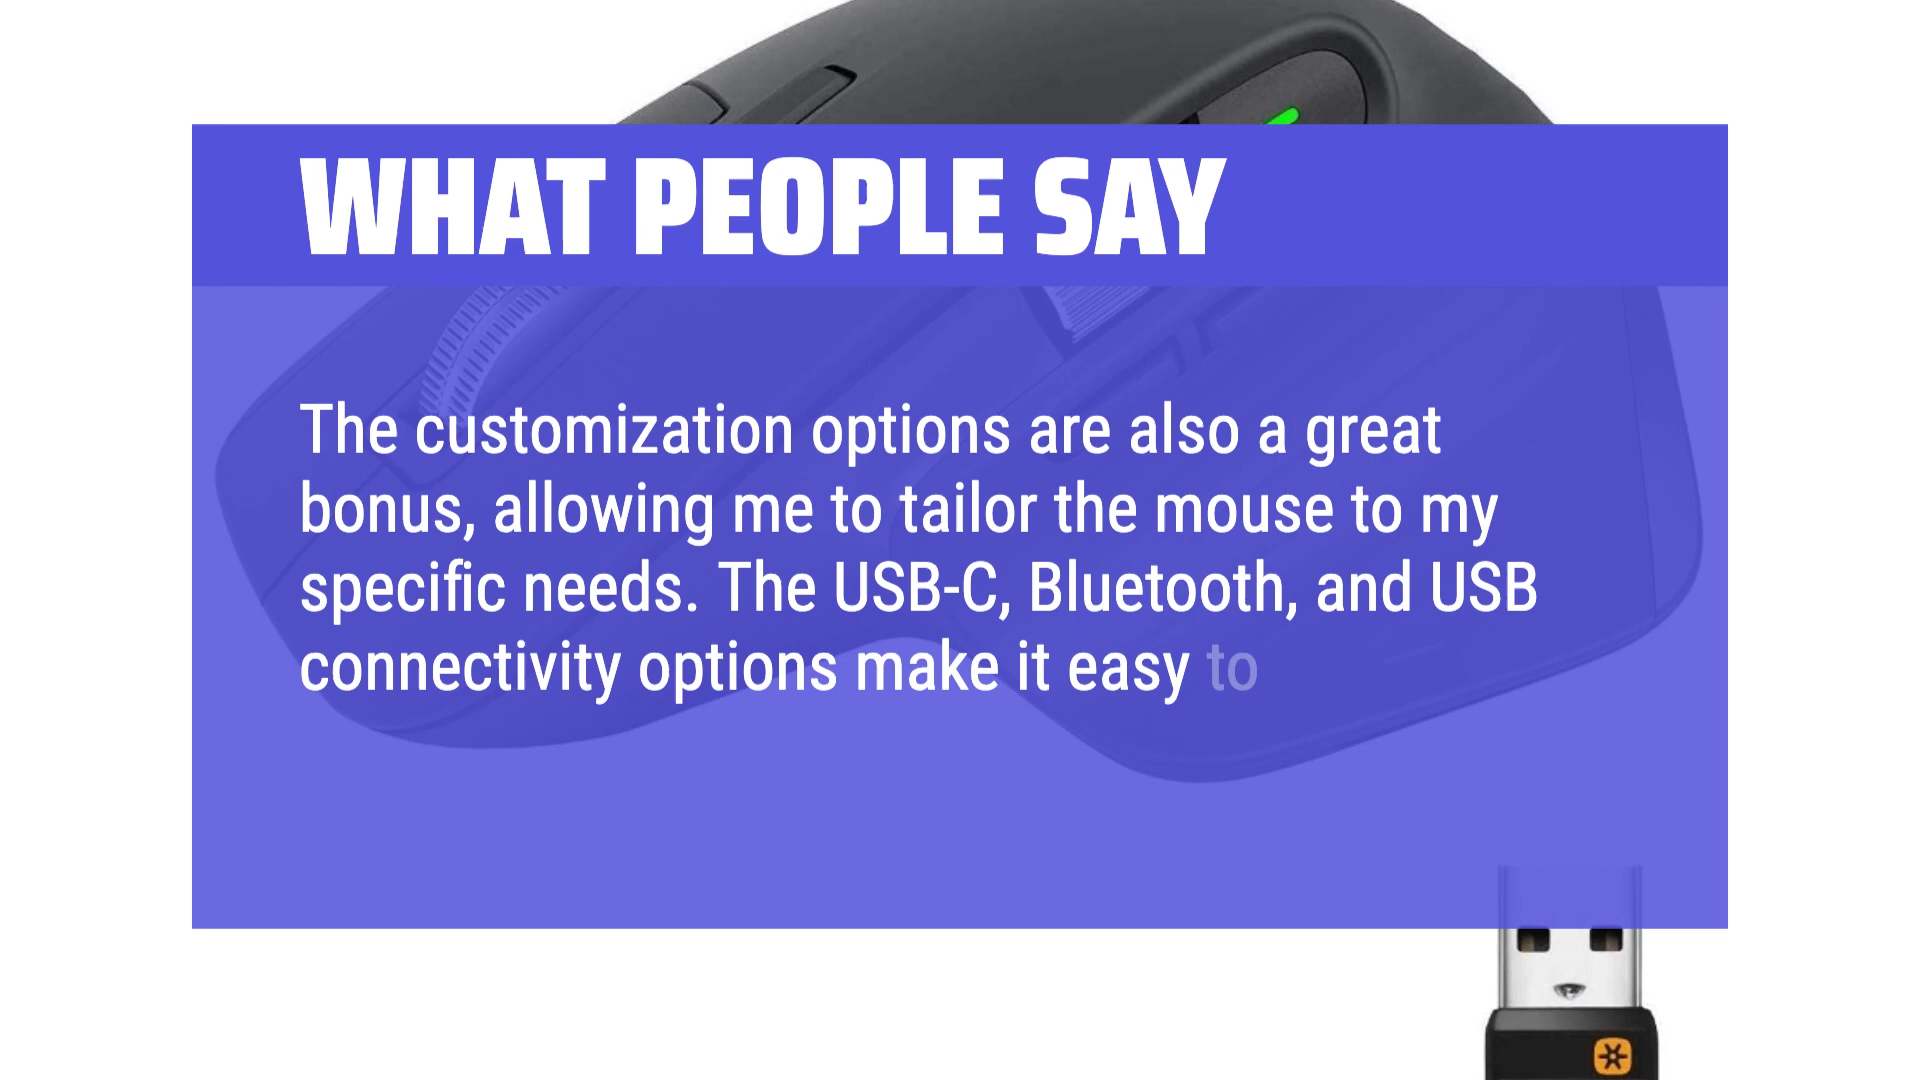 WHAT PEOPLE SAY
The customization options are also a great
bonus, allowing me to tailor the mouse to my
specific needs. The USB-C, Bluetooth, and USB
connectivity options make it easy to